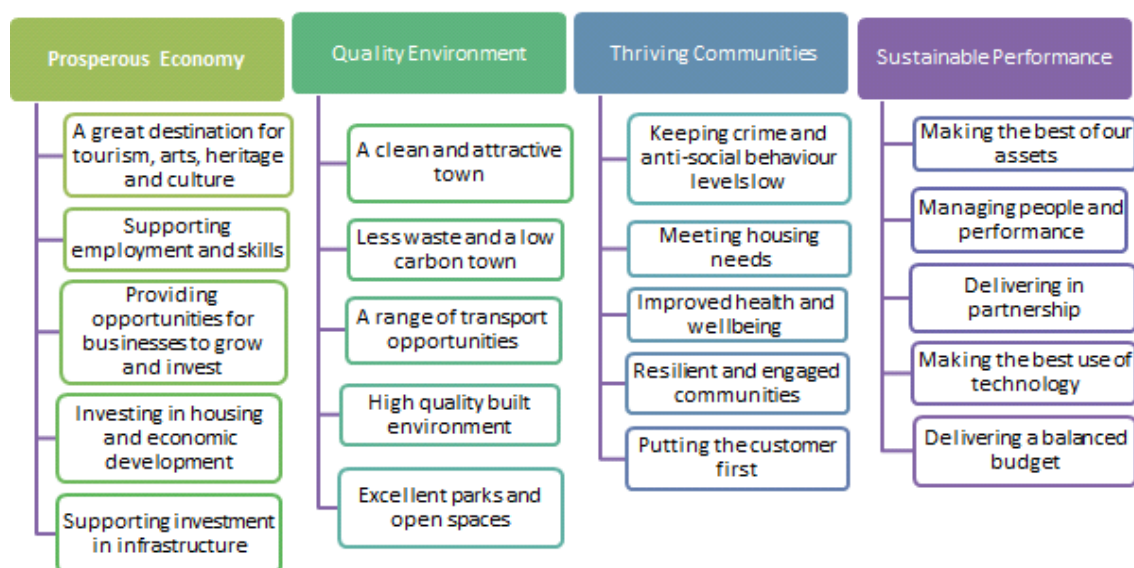 Prosperous Economy
A great destination for
tourism, arts, heritage
and culture
Supporting
employment and skills
Providing
opportunities for
businesses to grow
and invest
Investing in housing
and economic
development
Supporting investment
in infrastructure
Quality Environment
A clean and attractive
town
Less waste and a low
carbon town
A range of transport
opportunities
High quality built
environment
Excellent parks and
open spaces
Thriving Communities
Keeping crime and
anti-social behaviour
levels low
Meeting housing
needs
Improved health and
wellbeing
Resilient and engaged
communities
Putting the customer
first
Sustainable Performance
Making the best of our
assets
Managing people and
performance
Delivering in
partnership
Making the best use of
technology
Delivering a balanced
budget